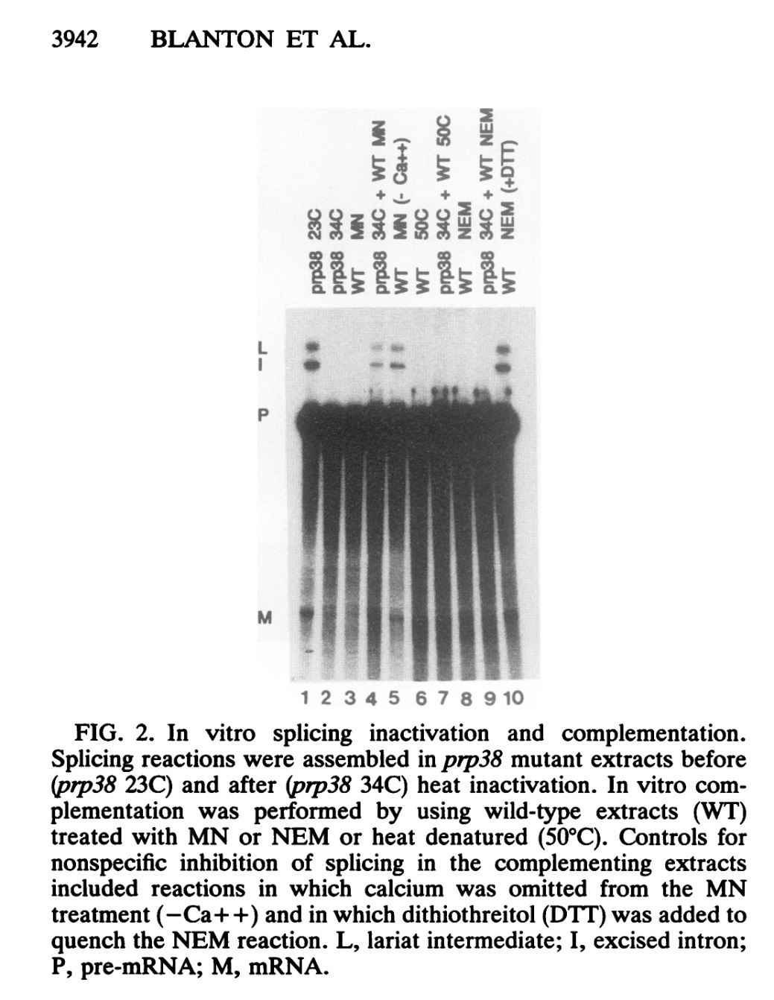 3942 BLANTON ET AL.
prp38 23C
prp38 34C
WT MN
prp38 34C + WT MN
WT MN (- Ca++)
WT 50C
prp38 34C + WT 50C
WT NEM
prp38 34C + WT NEM
WT NEM (+DTT)
L
I
P
M
1 2 3 4 5 6 7 8 9 10
FIG. 2. In vitro splicing inactivation and complementation.
Splicing reactions were assembled in prp38 mutant extracts before
(prp38 23C) and after (prp38 34C) heat inactivation. In vitro com-
plementation was performed by using wild-type extracts (WT)
treated with MN or NEM or heat denatured (50°C). Controls for
nonspecific inhibition of splicing in the complementing extracts
included reactions in which calcium was omitted from the MN
treatment (−Ca++) and in which dithiothreitol (DTT) was added to
quench the NEM reaction. L, lariat intermediate; I, excised intron;
P, pre-mRNA; M, mRNA.